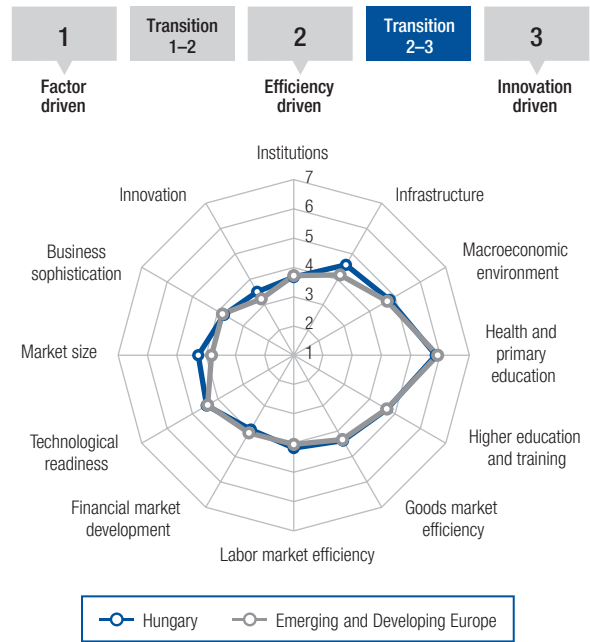 1
Transition
1–2
2
Transition
2–3
3
Factor
driven
Efficiency
driven
Innovation
driven
Institutions
7
Innovation
Infrastructure
6
5
Business
sophistication
Macroeconomic
environment
4
3
2
Market size
1
Health and
primary
education
Technological
readiness
Higher education
and training
Financial market
development
Goods market
efficiency
Labor market efficiency
Hungary
Emerging and Developing Europe